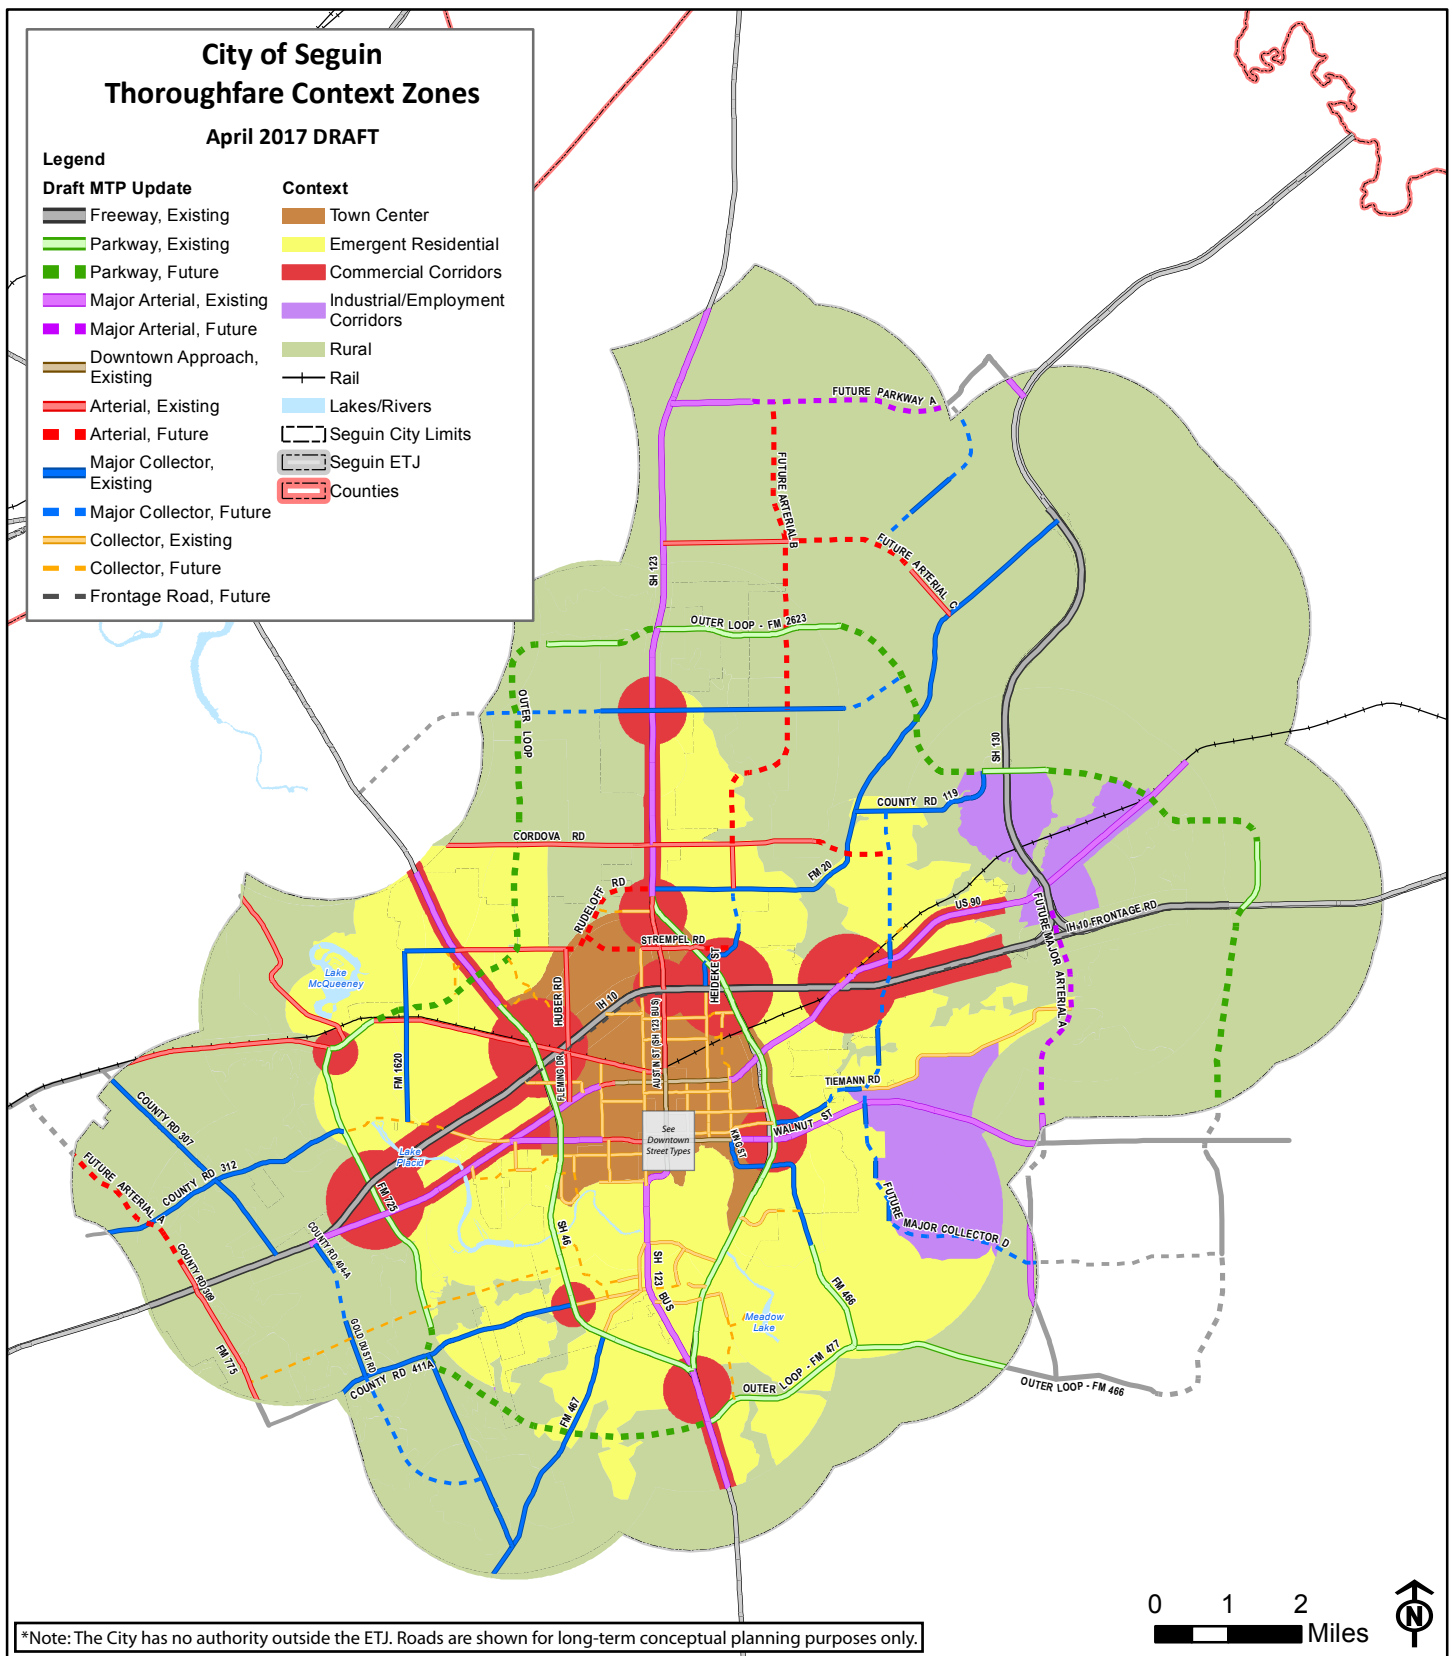 City of Seguin
Thoroughfare Context Zones
April 2017 DRAFT
Legend
Draft MTP Update
Freeway, Existing
Parkway, Existing
Parkway, Future
Major Arterial, Existing
Major Arterial, Future
Downtown Approach,
Existing
Arterial, Existing
Arterial, Future
Major Collector,
Existing
Major Collector, Future
Collector, Existing
Collector, Future
Frontage Road, Future
Context
Town Center
Emergent Residential
Commercial Corridors
Industrial/Employment
Corridors
Rural
Rail
Lakes/Rivers
Seguin City Limits
Seguin ETJ
Counties
FUTURE PARKWAY A
FUTURE ARTERIAL B
FUTURE ARTERIAL C
SH 123
OUTER LOOP - FM 2623
OUTER LOOP
SH 130
COUNTY RD 119
CORDOVA RD
FM 20
RUDELOFF RD
US 90
IH 10 FRONTAGE RD
FUTURE MAJOR ARTERIAL A
STREMPEL RD
HEIDEKE ST
Lake
McQueeney
HUBER RD
IH 10
AUSTIN ST (SH 123 BUS)
FM 1620
FLEMING DR
TIEMANN RD
COUNTY RD 307
WALNUT ST
See
Downtown
Street Types
KING ST
Lake
Placid
FUTURE ARTERIAL A
COUNTY RD 312
FM 725
FUTURE MAJOR COLLECTOR D
SH 46
COUNTY RD 404-A
COUNTY RD 309
SH 123 BUS
FM 466
Meadow
Lake
GOLD DUST RD
FM 775
COUNTY RD 411A
OUTER LOOP - FM 477
OUTER LOOP - FM 466
FM 467
0 1 2
Miles
N
*Note: The City has no authority outside the ETJ. Roads are shown for long-term conceptual planning purposes only.